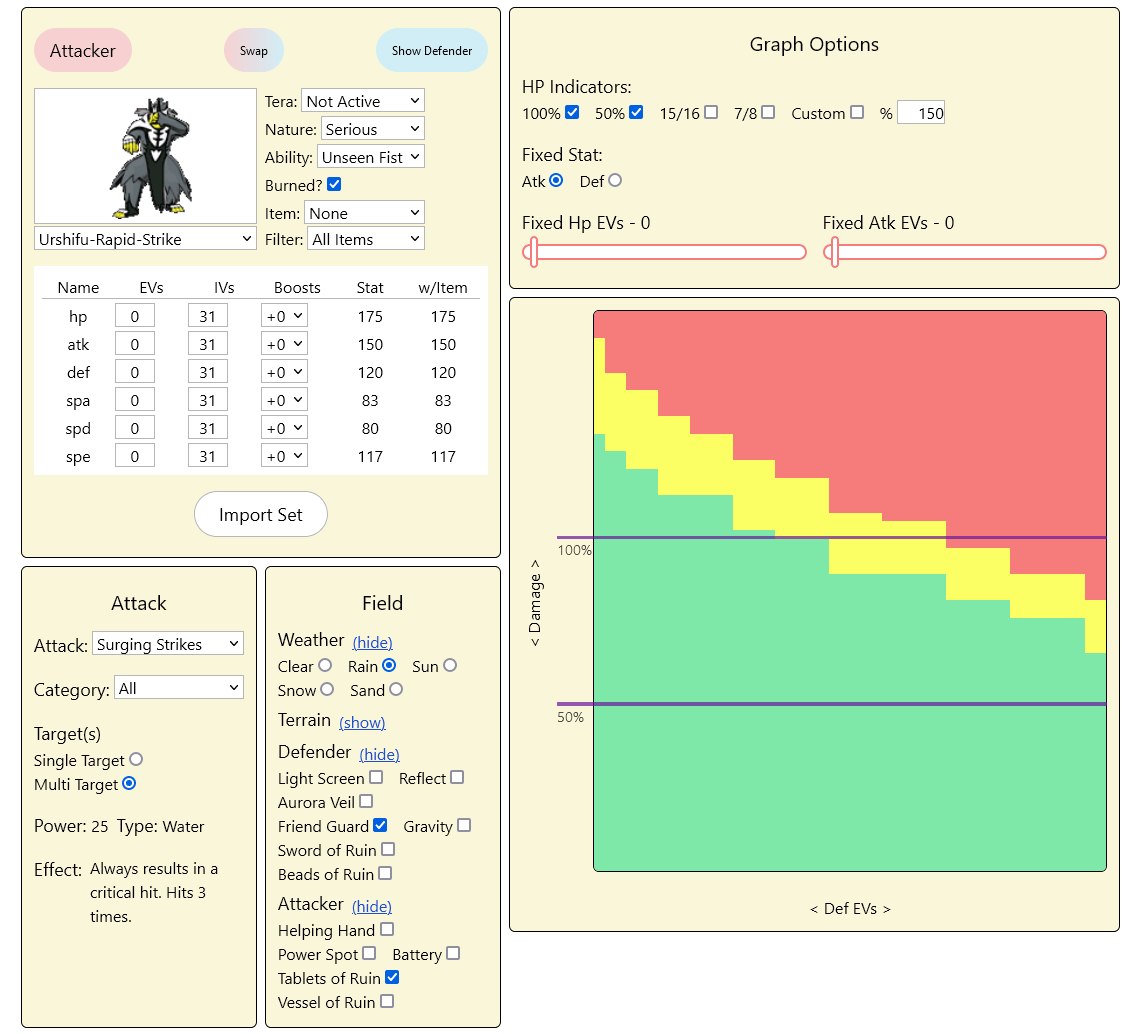 Attacker
Swap
Show Defender
Tera: Not Active
Nature: Serious
Ability: Unseen Fist
Burned?
Item: None
Urshifu-Rapid-Strike
Filter: All Items
Name EVs IVs Boosts Stat w/Item
hp 0 31 +0 175 175
atk 0 31 +0 150 150
def 0 31 +0 120 120
spa 0 31 +0 83 83
spd 0 31 +0 80 80
spe 0 31 +0 117 117
Import Set
Attack
Attack: Surging Strikes
Category: All
Target(s)
Single Target
Multi Target
Power: 25 Type: Water
Effect: Always results in a
critical hit. Hits 3
times.
Field
Weather (hide)
Clear Rain Sun
Snow Sand
Terrain (show)
Defender (hide)
Light Screen Reflect
Aurora Veil
Friend Guard Gravity
Sword of Ruin
Beads of Ruin
Attacker (hide)
Helping Hand
Power Spot Battery
Tablets of Ruin
Vessel of Ruin
Graph Options
HP Indicators:
100% 50% 15/16 7/8 Custom % 150
Fixed Stat:
Atk Def
Fixed Hp EVs - 0 Fixed Atk EVs - 0
< Damage >
100%
50%
< Def EVs >